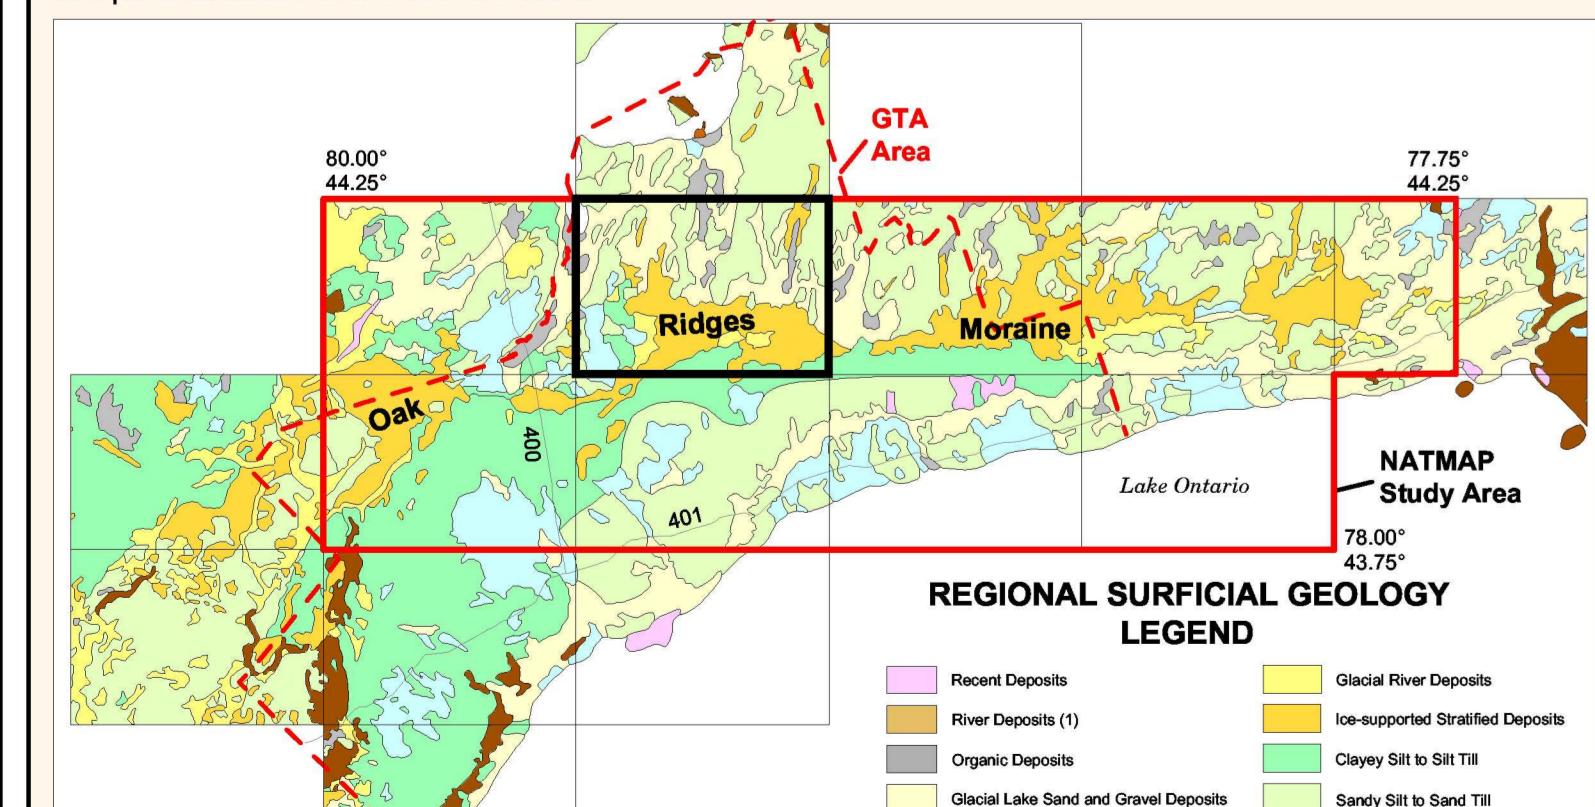 GTA
Area
80.00°
44.25°
77.75°
44.25°
Ridges
Moraine
Oak
400
401
Lake Ontario
NATMAP
Study Area
78.00°
43.75°
REGIONAL SURFICIAL GEOLOGY
LEGEND
Recent Deposits
River Deposits (1)
Organic Deposits
Glacial Lake Sand and Gravel Deposits
Glacial River Deposits
Ice-supported Stratified Deposits
Clayey Silt to Silt Till
Sandy Silt to Sand Till